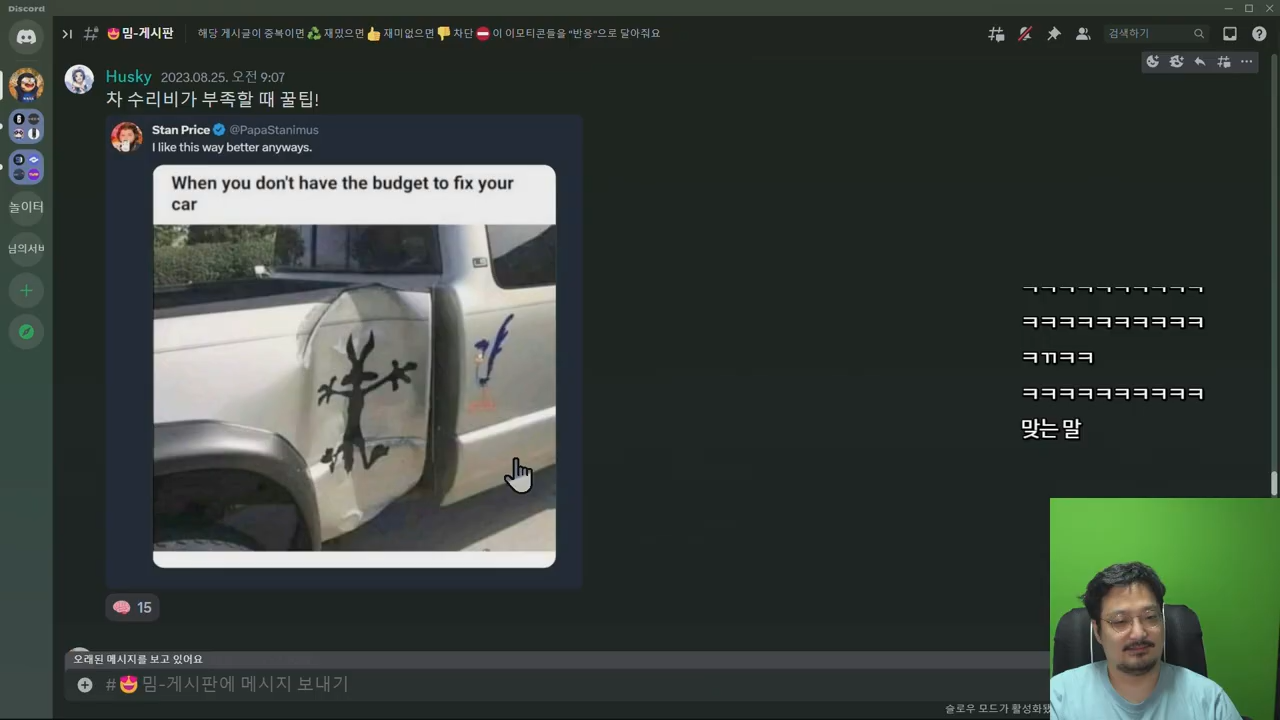 Discord
😍밈-게시판
해당 게시글이 중복이면 ♻️ 재밌으면 👍 재미없으면 👎 차단 ⛔ 이 이모티콘들을 "반응"으로 달아줘요
검색하기
Husky 2023.08.25. 오전 9:07
차 수리비가 부족할 때 꿀팁!
Stan Price @PapaStanimus
I like this way better anyways.
When you don't have the budget to fix your
car
놀이터
님의서버
ㅋㅋㅋㅋㅋㅋㅋㅋㅋㅋ
ㅋㄲㅋㅋ
ㅋㅋㅋㅋㅋㅋㅋㅋㅋㅋ
맞는 말
🧠 15
오래된 메시지를 보고 있어요
#😍밈-게시판에 메시지 보내기
슬로우 모드가